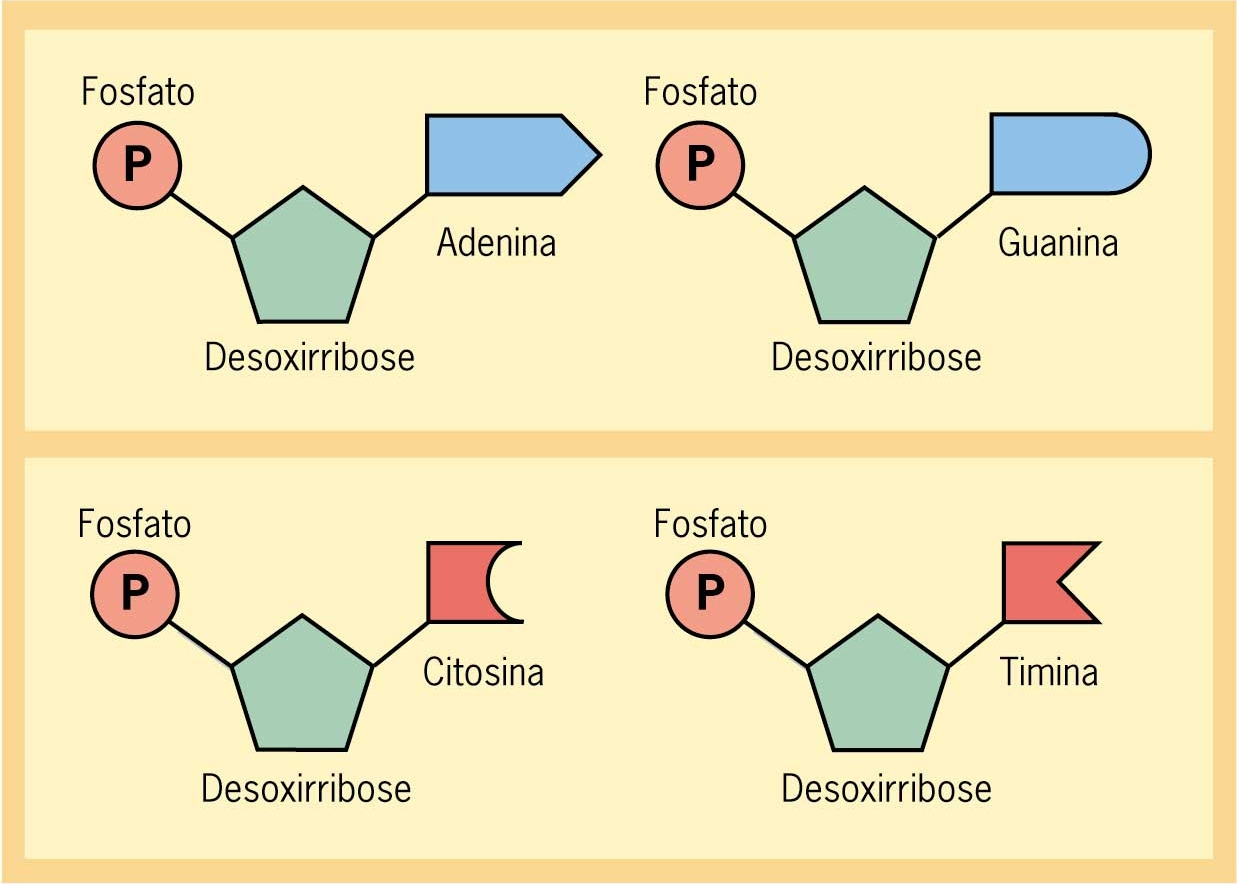 Fosfato
P
Adenina
Desoxirribose
Fosfato
P
Guanina
Desoxirribose
Fosfato
P
Citosina
Desoxirribose
Fosfato
P
Timina
Desoxirribose